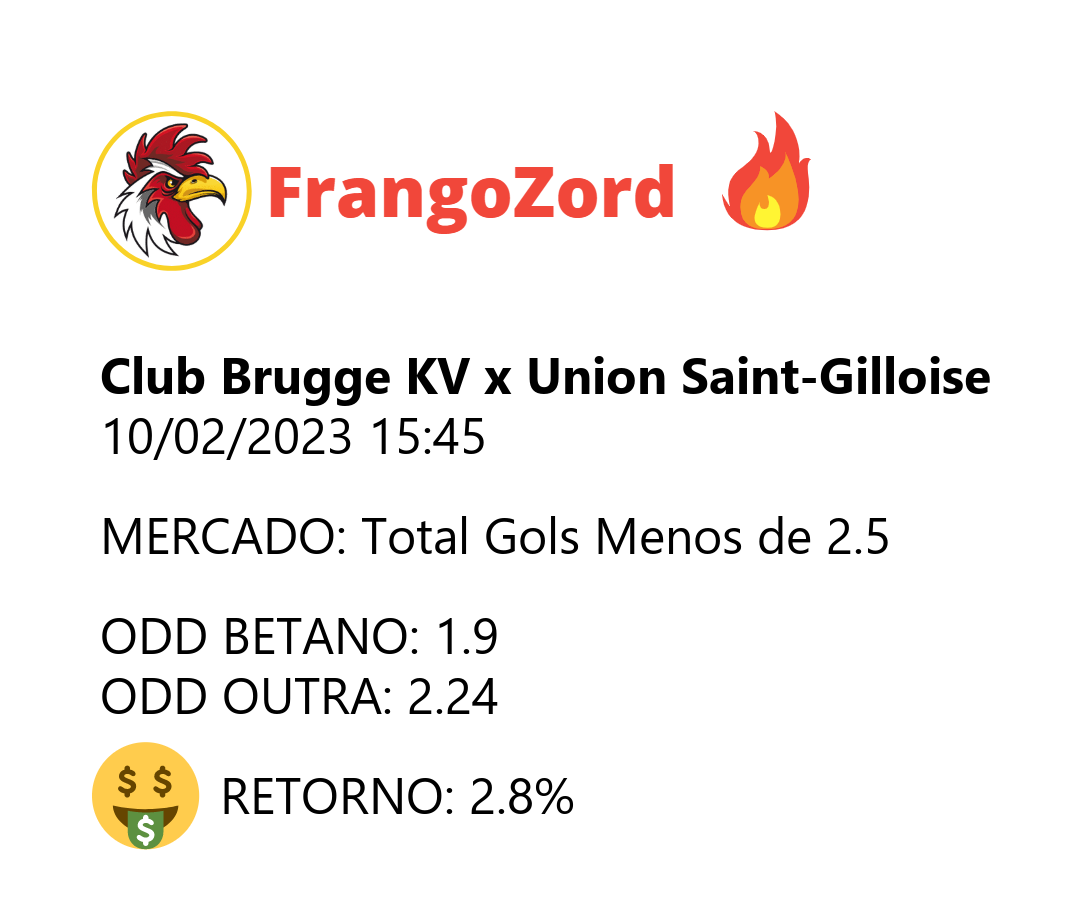 FrangoZord
Club Brugge KV x Union Saint-Gilloise
10/02/2023 15:45
MERCADO: Total Gols Menos de 2.5
ODD BETANO: 1.9
ODD OUTRA: 2.24
RETORNO: 2.8%